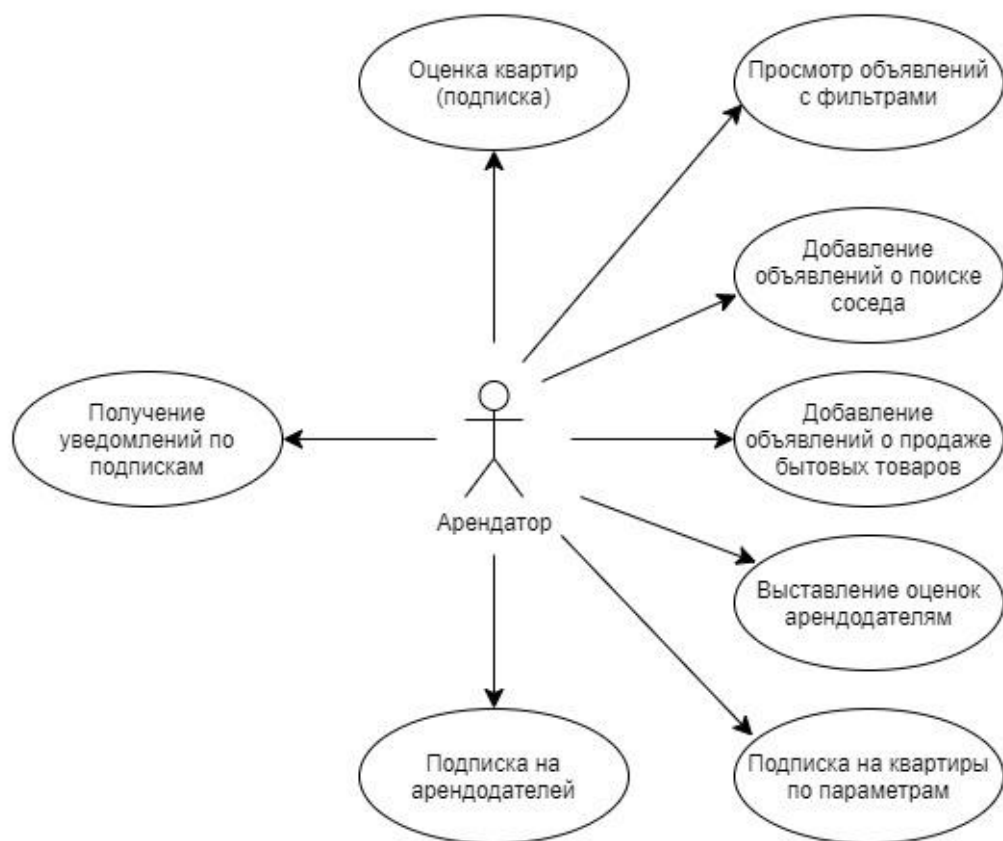 Оценка квартир
(подписка)
Просмотр объявлений
с фильтрами
Добавление
объявлений о поиске
соседа
Получение
уведомлений по
подпискам
Добавление
объявлений о продаже
бытовых товаров
Арендатор
Выставление оценок
арендодателям
Подписка на
арендодателей
Подписка на квартиры
по параметрам